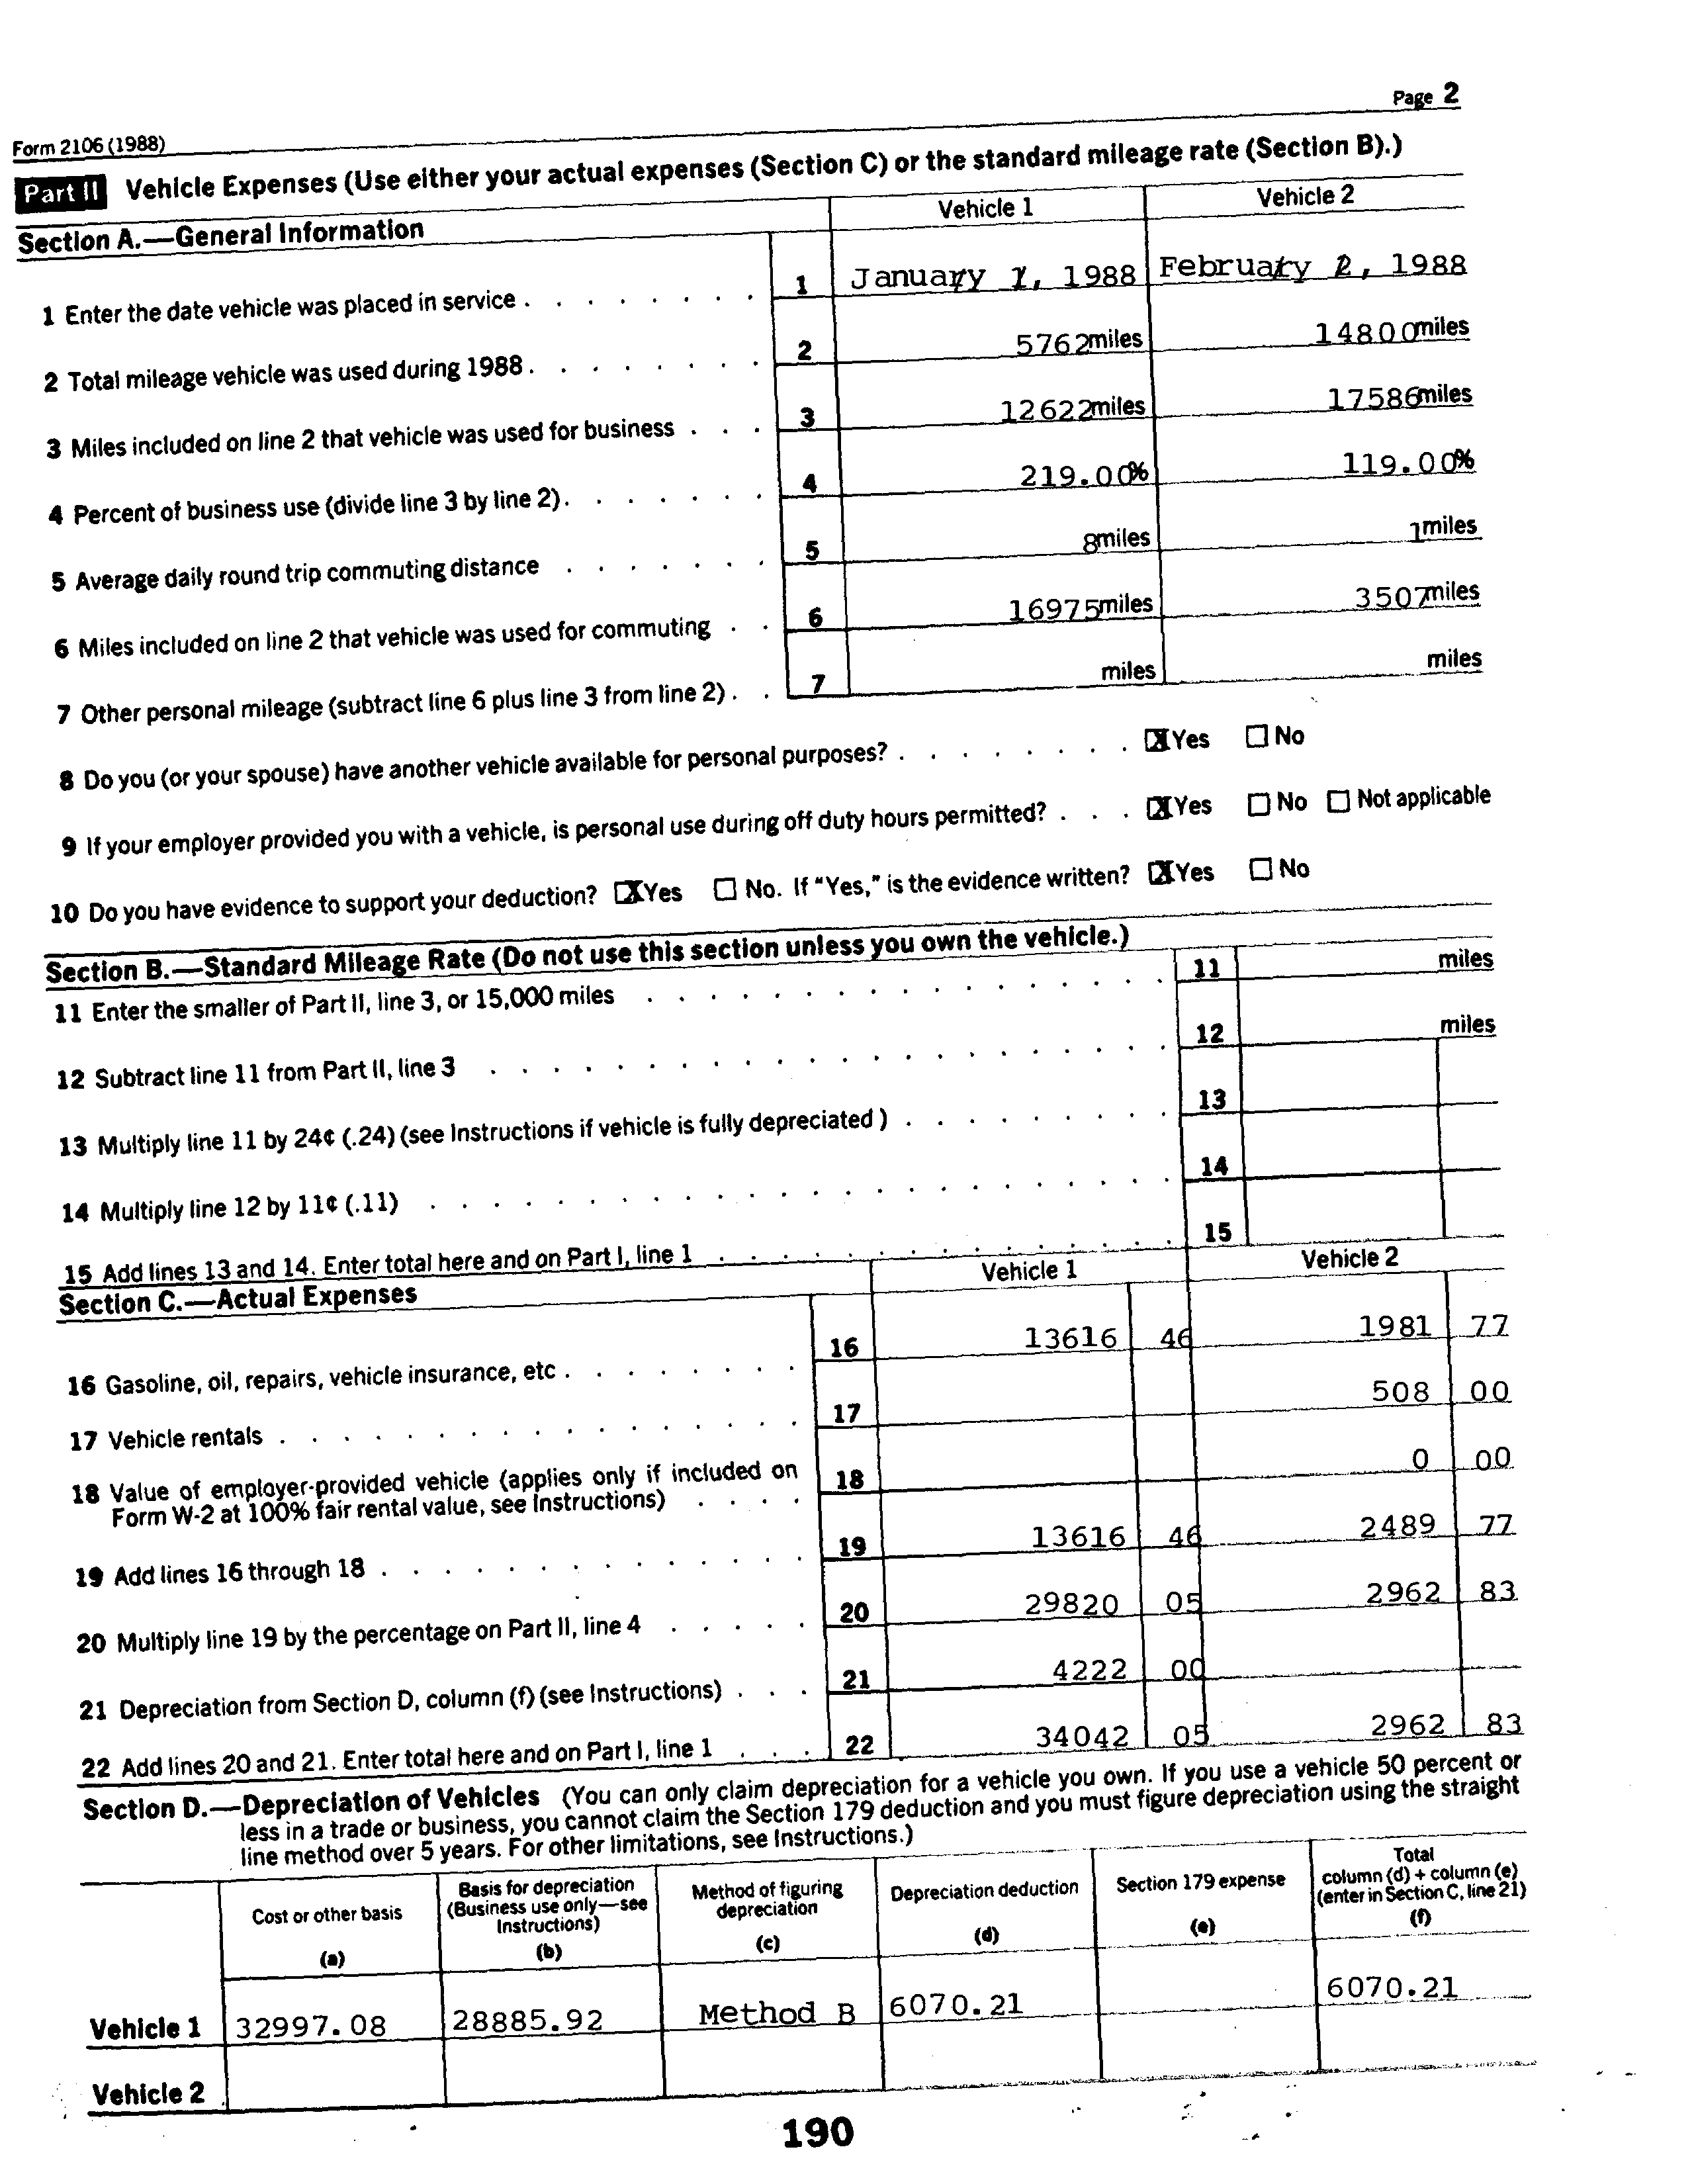 Form 2106 (1988) Page 2
Part II Vehicle Expenses (Use either your actual expenses (Section C) or the standard mileage rate (Section B).)
Section A.—General Information Vehicle 1 Vehicle 2
1 Enter the date vehicle was placed in service . . . . . . . . 1 January 1, 1988 February 2, 1988
2 Total mileage vehicle was used during 1988 . . . . . . . . 2 5762 miles 14800 miles
3 Miles included on line 2 that vehicle was used for business . . . 3 12622 miles 17586 miles
4 Percent of business use (divide line 3 by line 2) . . . . . . . 4 219.00% 119.00%
5 Average daily round trip commuting distance . . . . . . . 5 8 miles 1 miles
6 Miles included on line 2 that vehicle was used for commuting . . 6 16975 miles 3507 miles
7 Other personal mileage (subtract line 6 plus line 3 from line 2) . . 7 miles miles
8 Do you (or your spouse) have another vehicle available for personal purposes? . . . . . . . . X Yes ☐ No
9 If your employer provided you with a vehicle, is personal use during off duty hours permitted? . . . X Yes ☐ No ☐ Not applicable
10 Do you have evidence to support your deduction? X Yes ☐ No. If "Yes," is the evidence written? X Yes ☐ No
Section B.—Standard Mileage Rate (Do not use this section unless you own the vehicle.)
11 Enter the smaller of Part II, line 3, or 15,000 miles . . . . . . . . 11 miles
12 Subtract line 11 from Part II, line 3 . . . . . . . . 12 miles
13 Multiply line 11 by 24¢ (.24) (see Instructions if vehicle is fully depreciated ) . . . . . . . . . 13
14 Multiply line 12 by 11¢ (.11) . . . . . . . . 14
15 Add lines 13 and 14. Enter total here and on Part I, line 1 . . . . . . . . 15
Section C.—Actual Expenses Vehicle 1 Vehicle 2
16 Gasoline, oil, repairs, vehicle insurance, etc . . . . . . . . 16 13616 46 1981 77
17 Vehicle rentals . . . . . . . . 17 508 00
18 Value of employer-provided vehicle (applies only if included on
Form W-2 at 100% fair rental value, see Instructions) . . . . 18 0 00
19 Add lines 16 through 18 . . . . . . . . 19 13616 46 2489 77
20 Multiply line 19 by the percentage on Part II, line 4 . . . . . 20 29820 05 2962 83
21 Depreciation from Section D, column (f) (see Instructions) . . . 21 4222 00
22 Add lines 20 and 21. Enter total here and on Part I, line 1 . . . 22 34042 05 2962 83
Section D.—Depreciation of Vehicles (You can only claim depreciation for a vehicle you own. If you use a vehicle 50 percent or
less in a trade or business, you cannot claim the Section 179 deduction and you must figure depreciation using the straight
line method over 5 years. For other limitations, see Instructions.)
Cost or other basis (a)
Basis for depreciation (Business use only—see Instructions) (b)
Method of figuring depreciation (c)
Depreciation deduction (d)
Section 179 expense (e)
Total column (d) + column (e) (enter in Section C, line 21) (f)
Vehicle 1 32997.08 28885.92 Method B 6070.21 6070.21
Vehicle 2
190